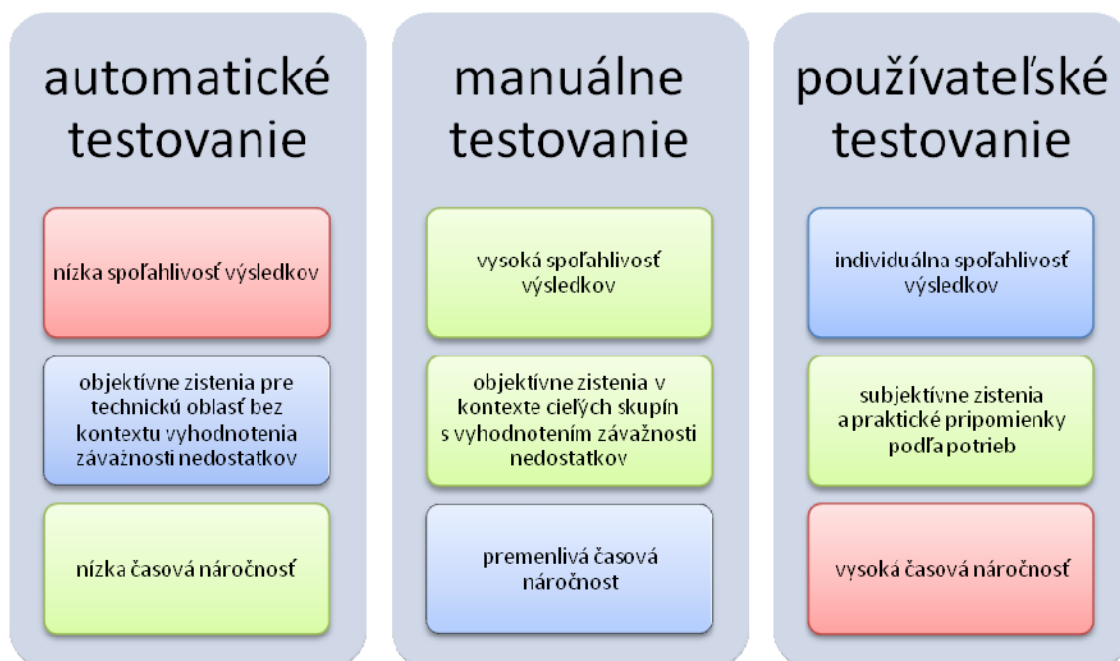 automatické
testovanie
nízka spoľahlivosť výsledkov
objektívne zistenia pre
technickú oblasť bez
kontextu vyhodnotenia
závažnosti nedostatkov
nízka časová náročnosť
manuálne
testovanie
vysoká spoľahlivosť
výsledkov
objektívne zistenia v
kontexte cieľých skupín
s vyhodnotením závažnosti
nedostatkov
premenlivá časová
náročnost
používateľské
testovanie
individuálna spoľahlivosť
výsledkov
subjektívne zistenia
a praktické pripomienky
podľa potrieb
vysoká časová náročnosť